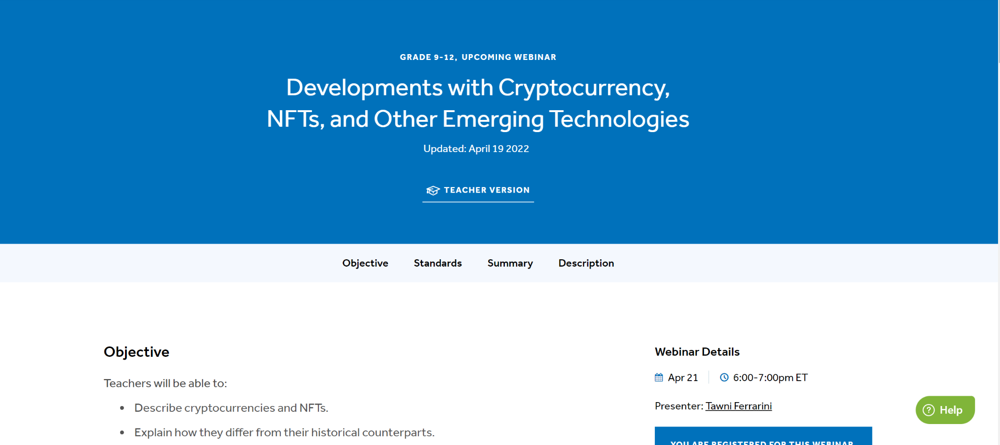 GRADE 9-12, UPCOMING WEBINAR
Developments with Cryptocurrency,
NFTs, and Other Emerging Technologies
Updated: April 19 2022
TEACHER VERSION
Objective
Standards
Summary
Description
Objective
Teachers will be able to:
• Describe cryptocurrencies and NFTs.
• Explain how they differ from their historical counterparts.
Webinar Details
Apr 21
6:00-7:00pm ET
Presenter: Tawni Ferrarini
YOU ARE REGISTERED FOR THIS WEBINAR
? Help